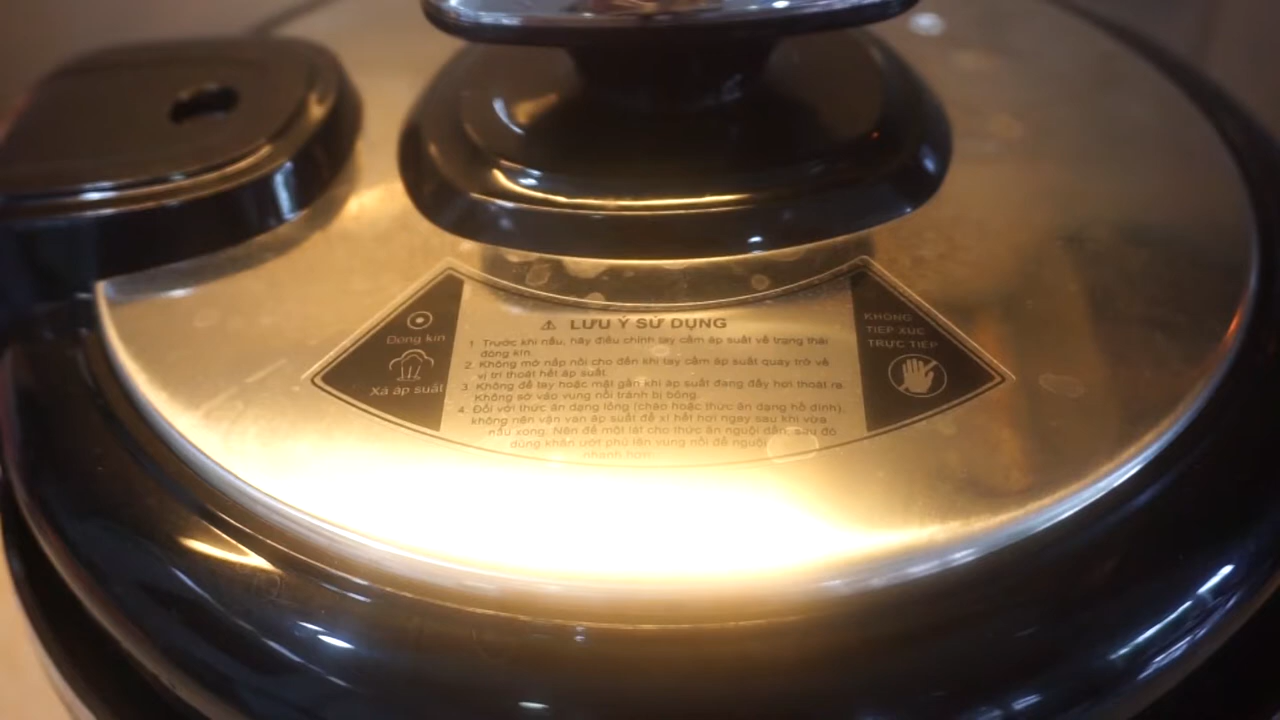 Đóng kín
Xả áp suất
LƯU Ý SỬ DỤNG
1. Trước khi nấu, hãy điều chỉnh tay cầm áp suất về trạng thái
đóng kín.
2. Không mở nắp nồi cho đến khi tay cầm áp suất quay trở về
vị trí thoát hết áp suất.
3. Không để tay hoặc mặt gần khi áp suất đang đẩy hơi thoát ra.
Không sờ vào vung nồi tránh bị bỏng.
4. Đối với thức ăn dạng lỏng (cháo hoặc thức ăn dạng hồ dính)
không nên vặn van áp suất để xì hết hơi ngay sau khi vừa
nấu xong. Nên để một lát cho thức ăn nguội dần, sau đó
dùng khăn ướt phủ lên vung nồi để nguội
nhanh hơn.
KHÔNG
TIẾP XÚC
TRỰC TIẾP